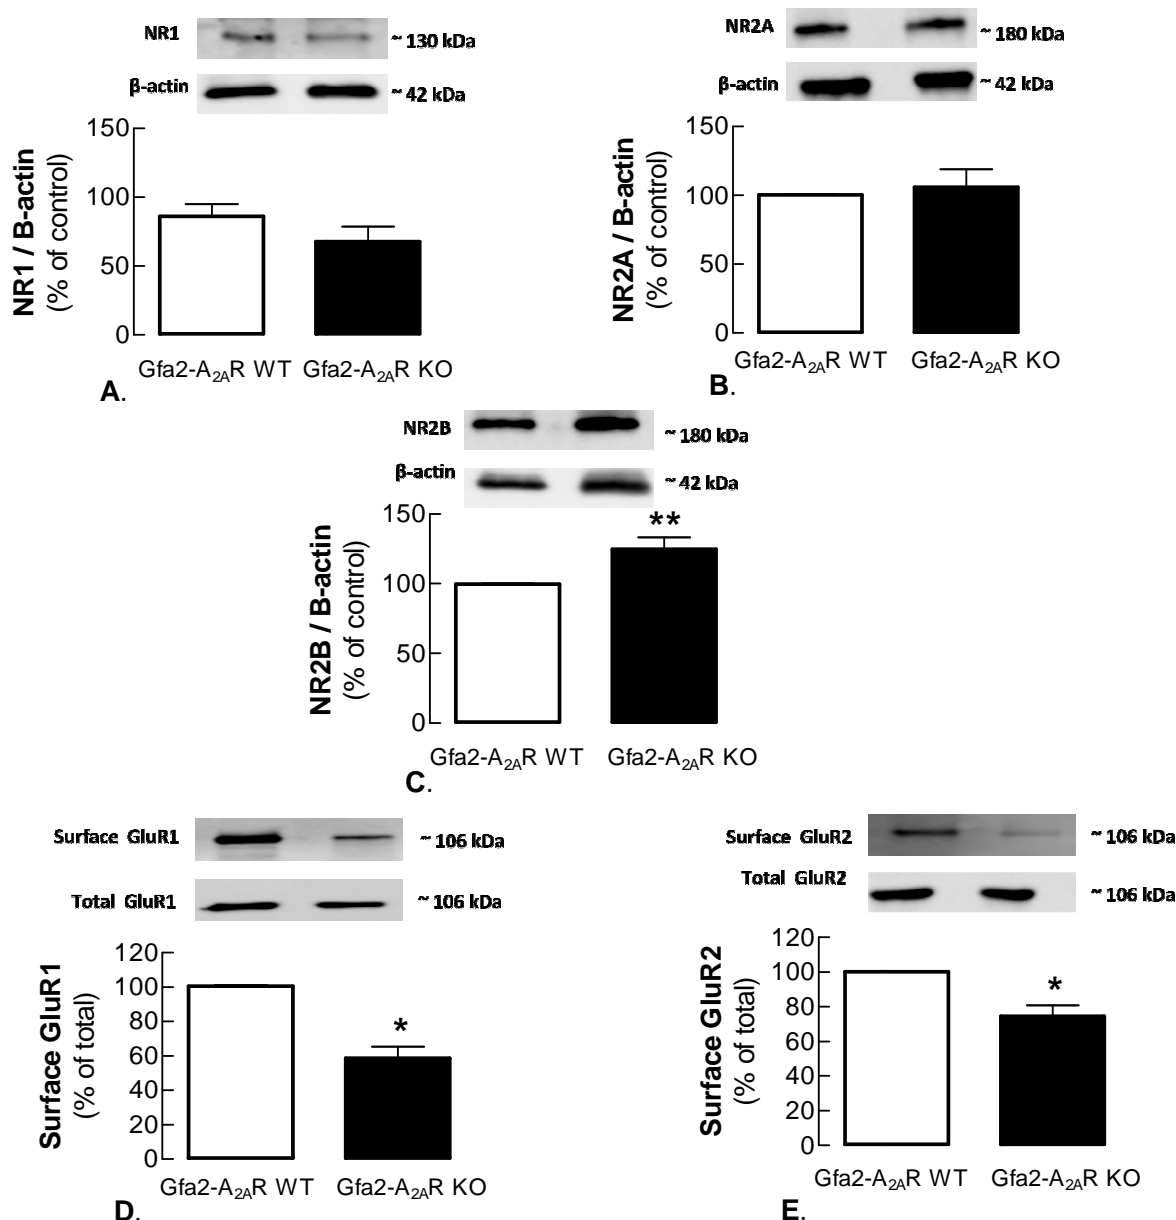 NR1
~ 130 kDa
β-actin
~ 42 kDa
150
100
50
0
NR1 / B-actin
(% of control)
Gfa2-A2AR WT Gfa2-A2AR KO
A.
NR2A
~ 180 kDa
β-actin
~ 42 kDa
150
100
50
0
NR2A / B-actin
(% of control)
Gfa2-A2AR WT Gfa2-A2AR KO
B.
NR2B
~ 180 kDa
β-actin
~ 42 kDa
150
100
50
0
NR2B / B-actin
(% of control)
**
Gfa2-A2AR WT Gfa2-A2AR KO
C.
Surface GluR1
~ 106 kDa
Total GluR1
~ 106 kDa
120
100
80
60
40
20
0
Surface GluR1
(% of total)
*
Gfa2-A2AR WT Gfa2-A2AR KO
D.
Surface GluR2
~ 106 kDa
Total GluR2
~ 106 kDa
120
100
80
60
40
20
0
Surface GluR2
(% of total)
*
Gfa2-A2AR WT Gfa2-A2AR KO
E.